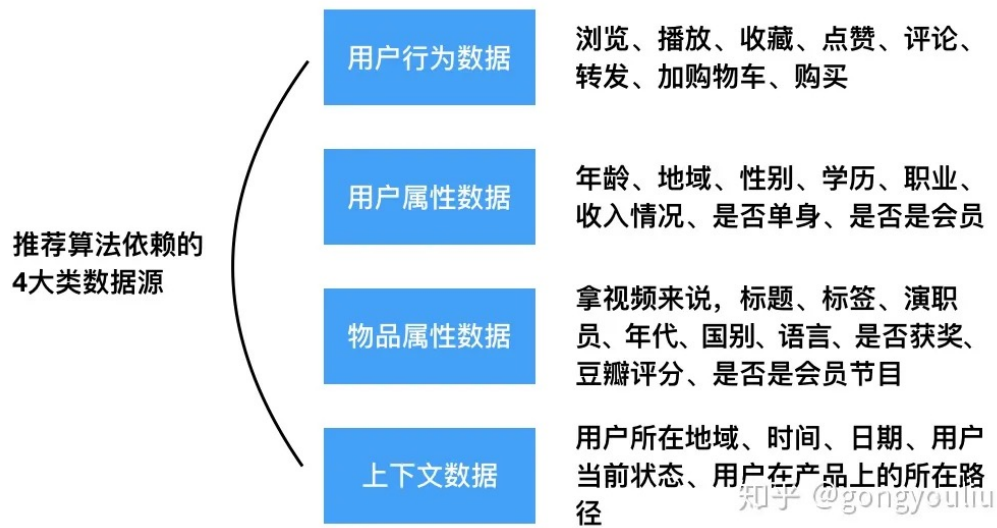 推荐算法依赖的
4大类数据源
用户行为数据
浏览、播放、收藏、点赞、评论、
转发、加购物车、购买
用户属性数据
年龄、地域、性别、学历、职业、
收入情况、是否单身、是否是会员
物品属性数据
拿视频来说，标题、标签、演职
员、年代、国别、语言、是否获奖、
豆瓣评分、是否是会员节目
上下文数据
用户所在地域、时间、日期、用户
当前状态、用户在产品上的所在路
径
知乎 @gongyouliu